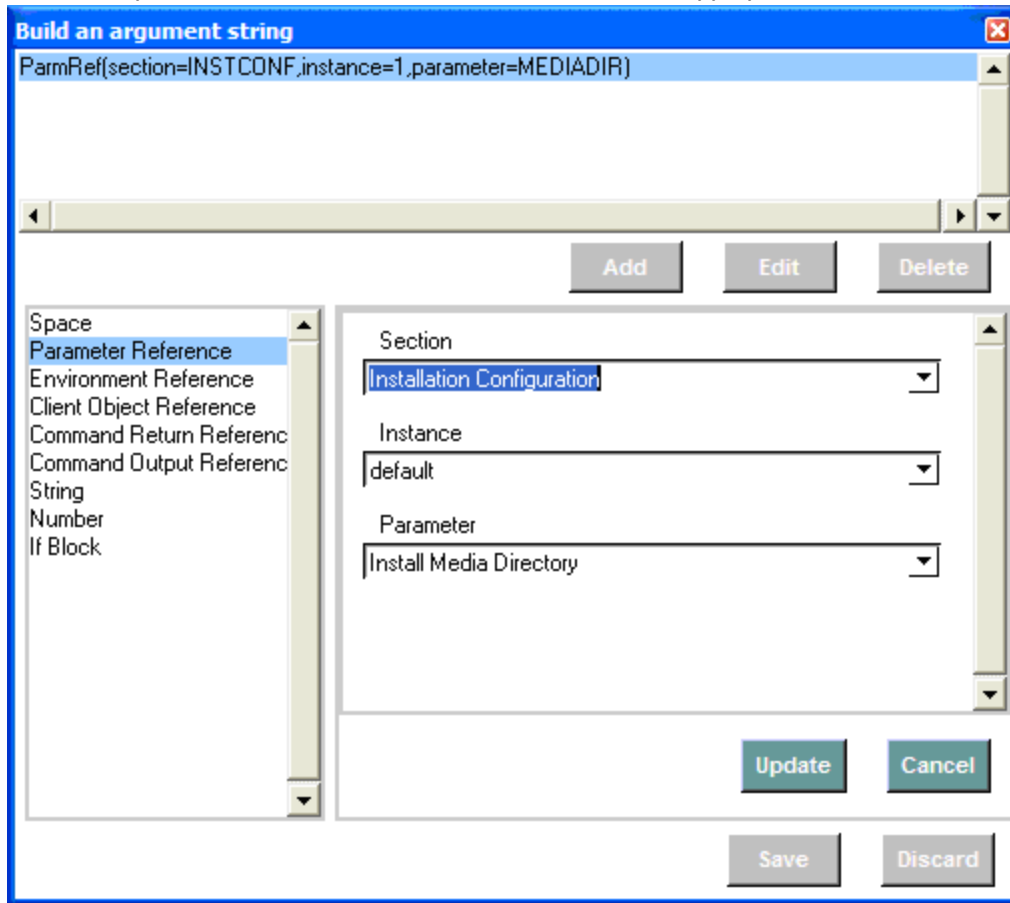 Build an argument string
ParmRef(section=INSTCONF,instance=1,parameter=MEDIADIR)
Add Edit Delete
Space
Parameter Reference
Environment Reference
Client Object Reference
Command Return Referenc
Command Output Referenc
String
Number
If Block
Section
Installation Configuration
Instance
default
Parameter
Install Media Directory
Update Cancel
Save Discard